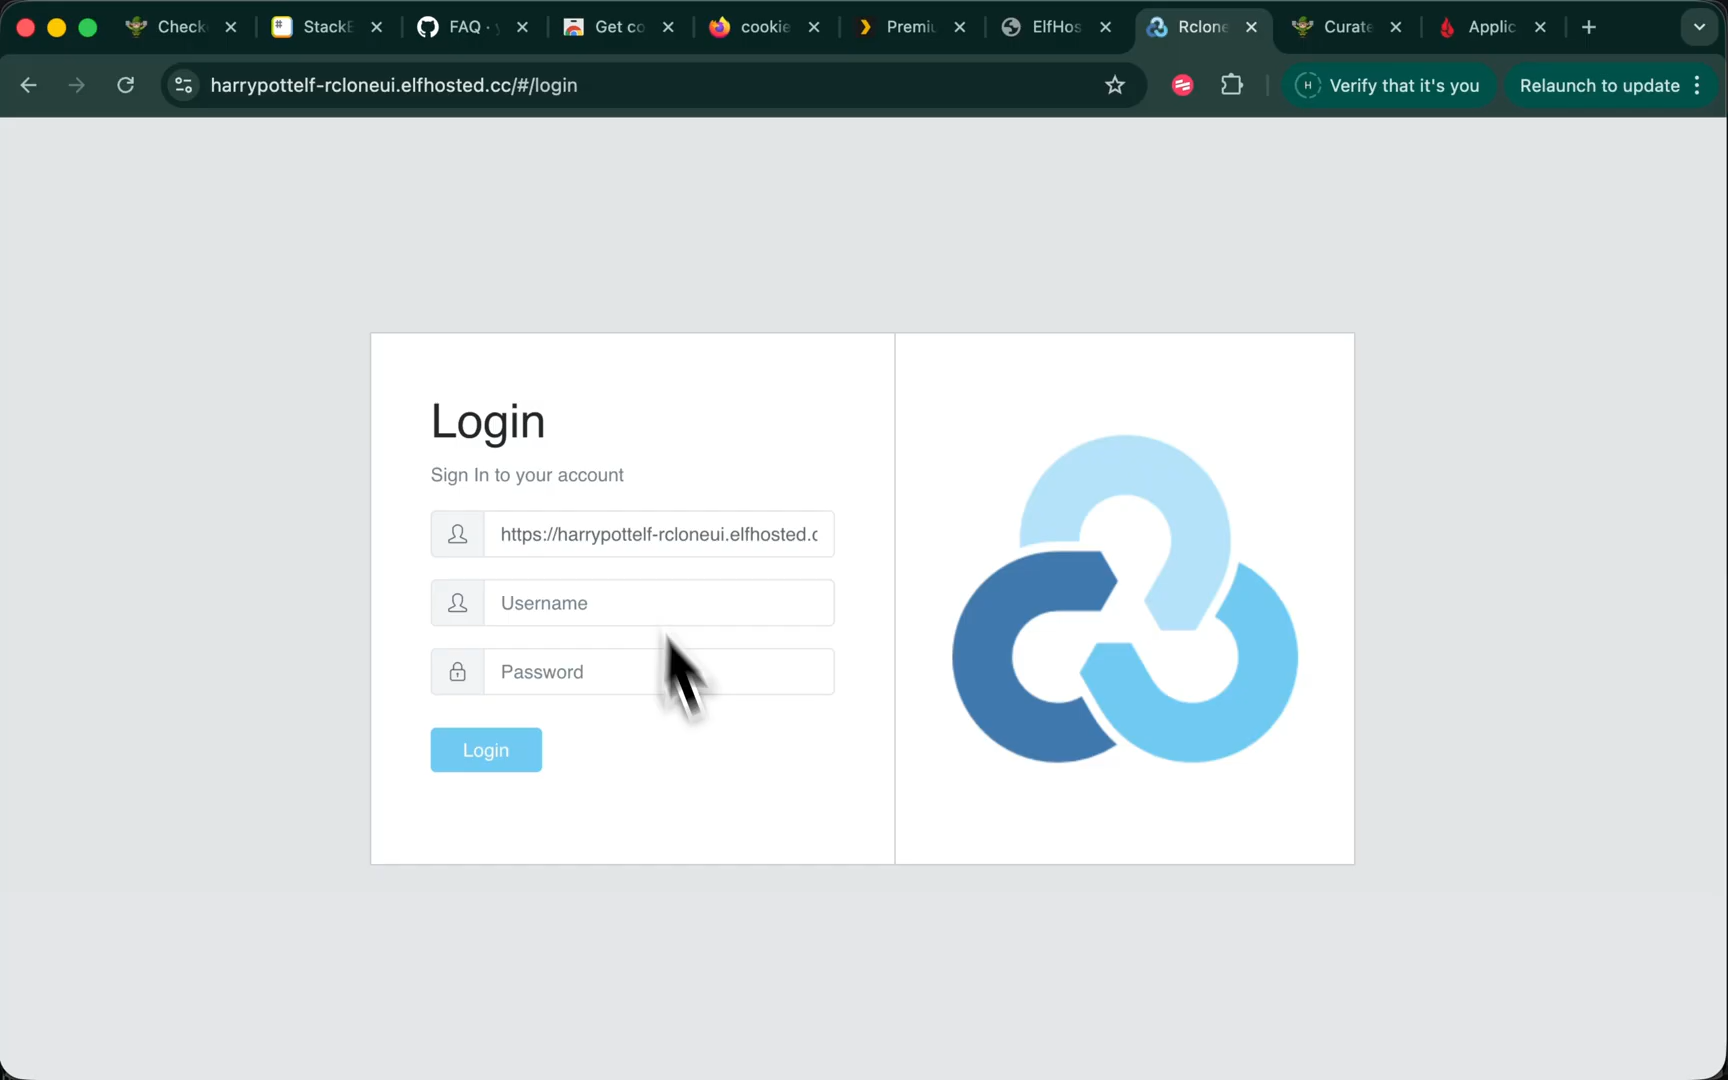 Check
StackE
FAQ ·
Get co
cookie
Premiu
ElfHos
Rclone
Curate
Applic
harrypottelf-rcloneui.elfhosted.cc/#/login
H
Verify that it's you
Relaunch to update
Login
Sign In to your account
https://harrypottelf-rcloneui.elfhosted.c
Username
Password
Login